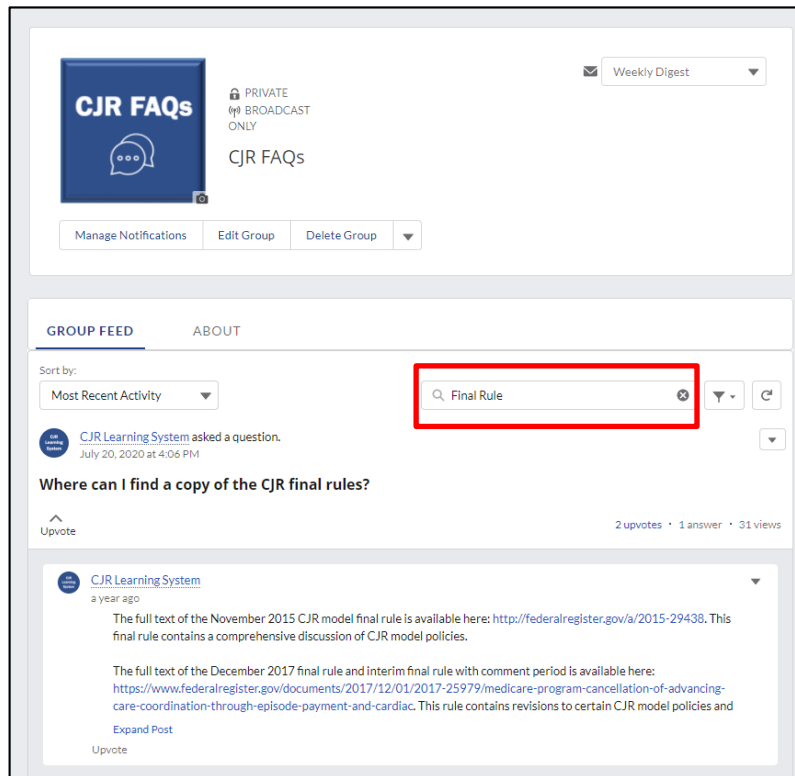 CJR FAQs
PRIVATE
BROADCAST
ONLY
CJR FAQs
Weekly Digest
Manage Notifications
Edit Group
Delete Group
GROUP FEED
ABOUT
Sort by:
Most Recent Activity
Final Rule
CJR Learning System
CJR Learning System asked a question.
July 20, 2020 at 4:06 PM
Where can I find a copy of the CJR final rules?
Upvote
2 upvotes · 1 answer · 31 views
CJR Learning System
CJR Learning System
a year ago
The full text of the November 2015 CJR model final rule is available here: http://federalregister.gov/a/2015-29438. This
final rule contains a comprehensive discussion of CJR model policies.
The full text of the December 2017 final rule and interim final rule with comment period is available here:
https://www.federalregister.gov/documents/2017/12/01/2017-25979/medicare-program-cancellation-of-advancing-
care-coordination-through-episode-payment-and-cardiac. This rule contains revisions to certain CJR model policies and
Expand Post
Upvote